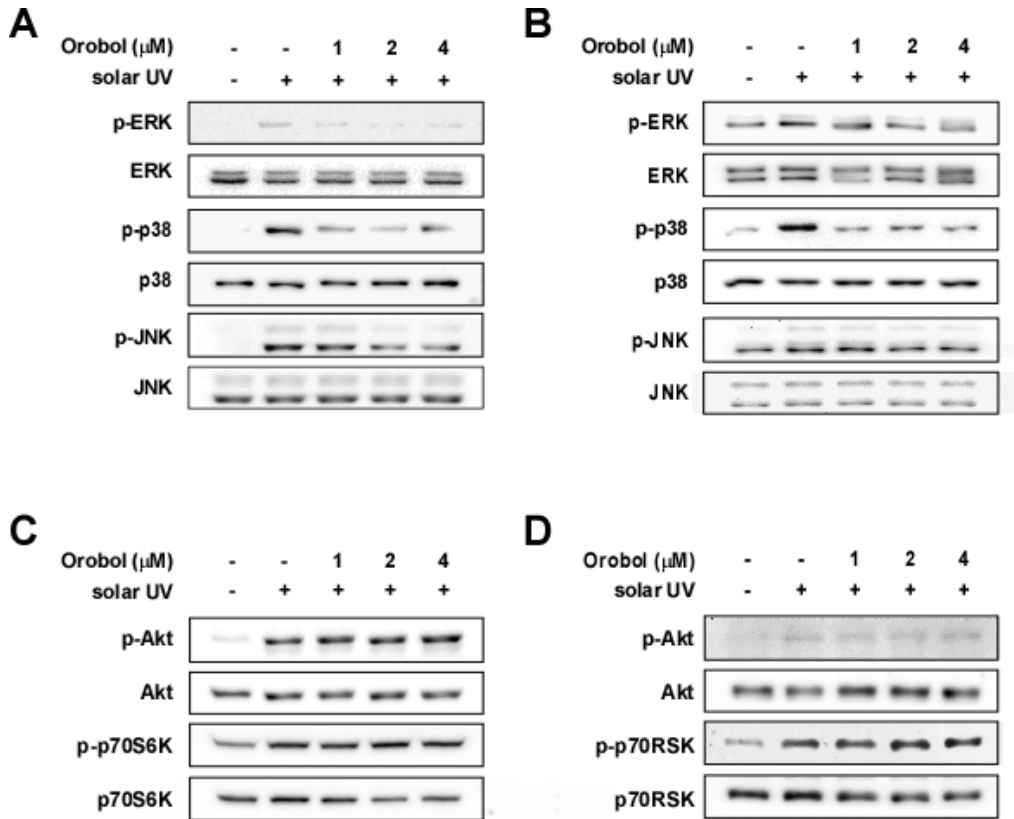 A
Orobol (μM) - - 1 2 4
solar UV - + + + +
p-ERK
ERK
p-p38
p38
p-JNK
JNK
B
Orobol (μM) - - 1 2 4
solar UV - + + + +
p-ERK
ERK
p-p38
p38
p-JNK
JNK
C
Orobol (μM) - - 1 2 4
solar UV - + + + +
p-Akt
Akt
p-p70S6K
p70S6K
D
Orobol (μM) - - 1 2 4
solar UV - + + + +
p-Akt
Akt
p-p70RSK
p70RSK